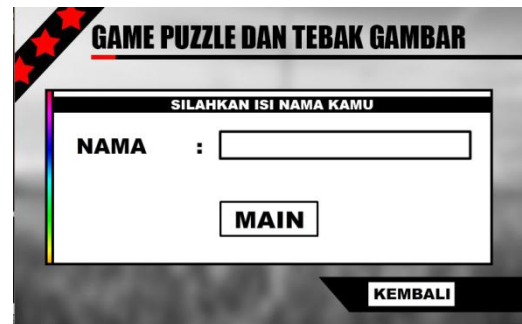 GAME PUZZLE DAN TEBAK GAMBAR
SILAHKAN ISI NAMA KAMU
NAMA :
MAIN
KEMBALI